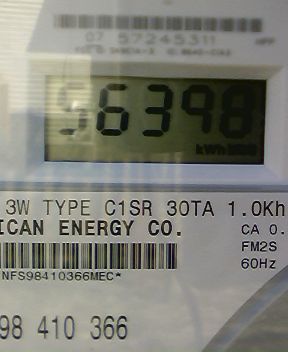 07 57245311
56398
kWh
3W TYPE C1SR 30TA 1.0Kh
ICAN ENERGY CO.
CA 0.
FM2S
60Hz
NFS98410366MEC*
98 410 366